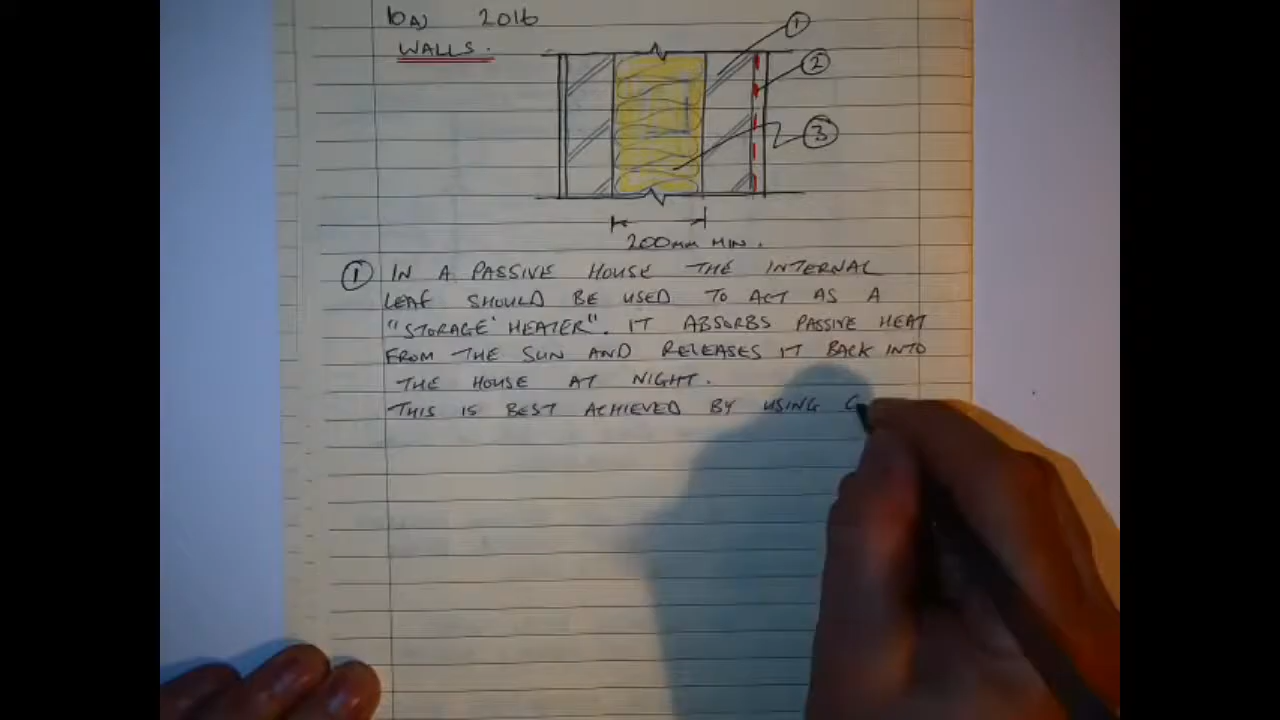 6A) 2016
WALLS.
1
2
3
200mm MIN.
① IN A PASSIVE HOUSE THE INTERNAL
LEAF SHOULD BE USED TO ACT AS A
"STORAGE HEATER". IT ABSORBS PASSIVE HEAT
FROM THE SUN AND RELEASES IT BACK INTO
THE HOUSE AT NIGHT.
THIS IS BEST ACHIEVED BY USING C